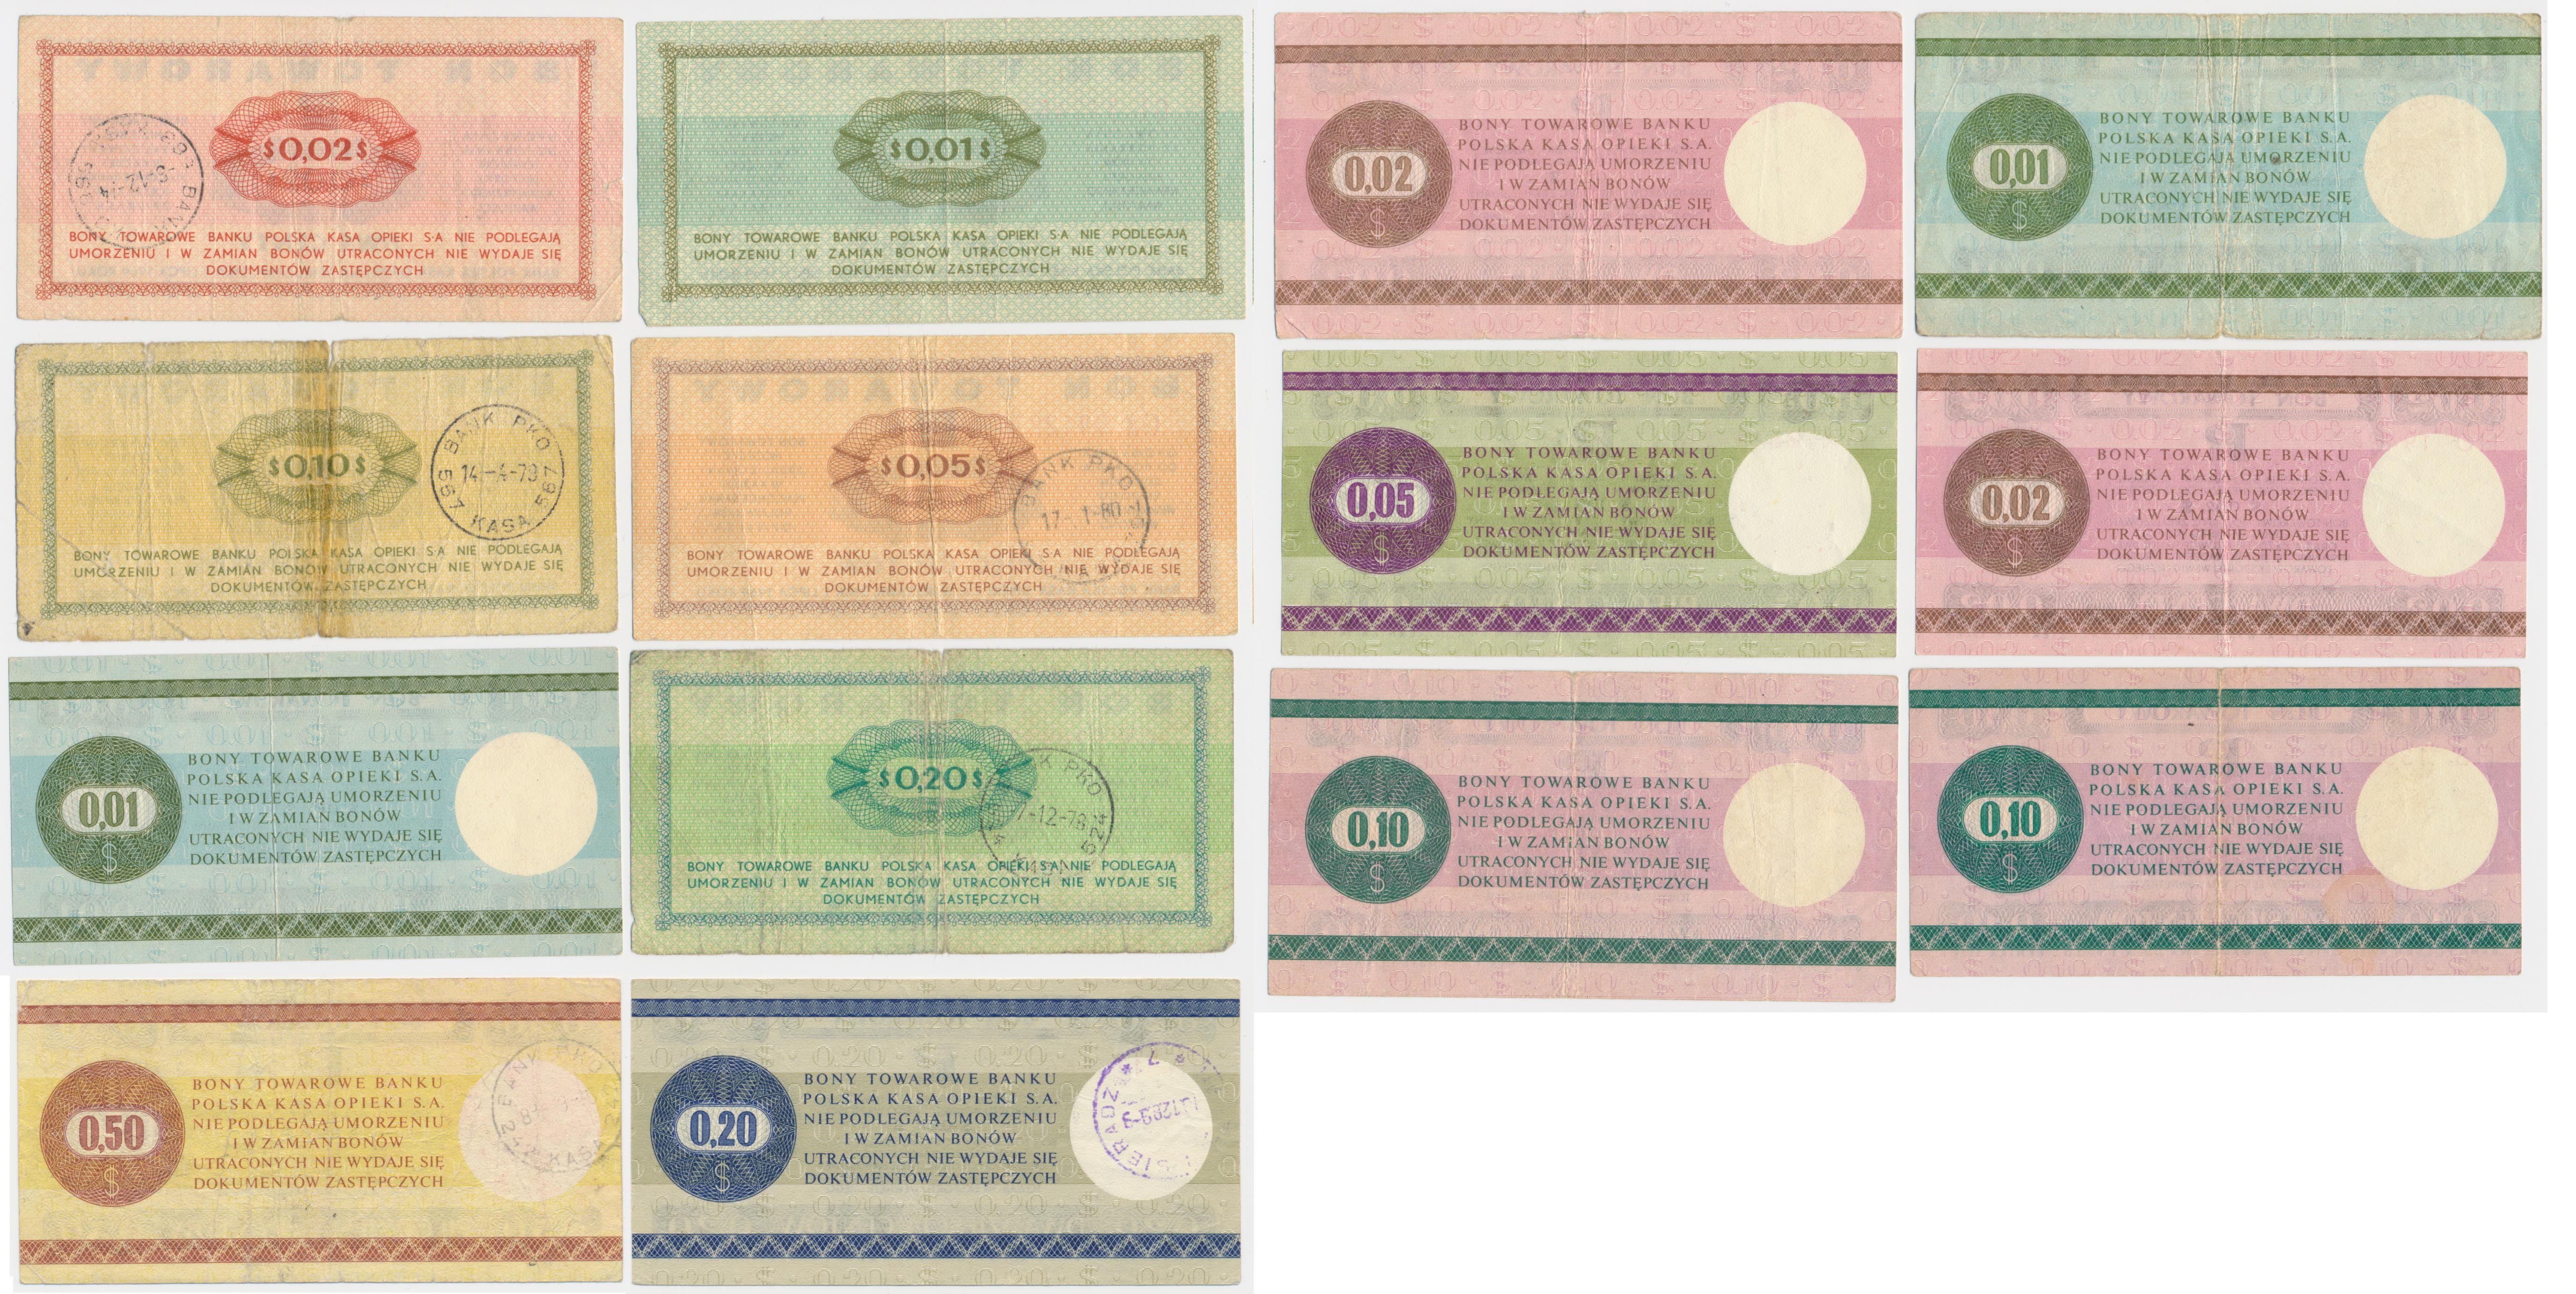 $0,02$
BANK
-5-12-74
BONY TOWAROWE BANKU POLSKA KASA OPIEKI S·A NIE PODLEGAJĄ
UMORZENIU I W ZAMIAN BONÓW UTRACONYCH NIE WYDAJE SIĘ
DOKUMENTÓW ZASTĘPCZYCH
$0,01$
BONY TOWAROWE BANKU POLSKA KASA OPIEKI S·A NIE PODLEGAJĄ
UMORZENIU I W ZAMIAN BONÓW UTRACONYCH NIE WYDAJE SIĘ
DOKUMENTÓW ZASTĘPCZYCH
0,02
$
BONY TOWAROWE BANKU
POLSKA KASA OPIEKI S.A.
NIE PODLEGAJĄ UMORZENIU
I W ZAMIAN BONÓW
UTRACONYCH NIE WYDAJE SIĘ
DOKUMENTÓW ZASTĘPCZYCH
0,01
$
BONY TOWAROWE BANKU
POLSKA KASA OPIEKI S.A.
NIE PODLEGAJĄ UMORZENIU
I W ZAMIAN BONÓW
UTRACONYCH NIE WYDAJE SIĘ
DOKUMENTÓW ZASTĘPCZYCH
$0,10$
BANK PKO
14-4-79
567 KASA 567
BONY TOWAROWE BANKU POLSKA KASA OPIEKI S·A NIE PODLEGAJĄ
UMORZENIU I W ZAMIAN BONÓW UTRACONYCH NIE WYDAJE SIĘ
DOKUMENTÓW ZASTĘPCZYCH
$0,05$
BANK PKO
17-.1-80
BONY TOWAROWE BANKU POLSKA KASA OPIEKI S·A NIE PODLEGAJĄ
UMORZENIU I W ZAMIAN BONÓW UTRACONYCH NIE WYDAJE SIĘ
DOKUMENTÓW ZASTĘPCZYCH
0,05
$
BONY TOWAROWE BANKU
POLSKA KASA OPIEKI S.A.
NIE PODLEGAJĄ UMORZENIU
I W ZAMIAN BONÓW
UTRACONYCH NIE WYDAJE SIĘ
DOKUMENTÓW ZASTĘPCZYCH
0,02
$
BONY TOWAROWE BANKU
POLSKA KASA OPIEKI S.A.
NIE PODLEGAJĄ UMORZENIU
I W ZAMIAN BONÓW
UTRACONYCH NIE WYDAJE SIĘ
DOKUMENTÓW ZASTĘPCZYCH
0,01
$
BONY TOWAROWE BANKU
POLSKA KASA OPIEKI S.A.
NIE PODLEGAJĄ UMORZENIU
I W ZAMIAN BONÓW
UTRACONYCH NIE WYDAJE SIĘ
DOKUMENTÓW ZASTĘPCZYCH
$0,20$
PKO
7-12-78
524
BONY TOWAROWE BANKU POLSKA KASA OPIEKI S·A NIE PODLEGAJĄ
UMORZENIU I W ZAMIAN BONÓW UTRACONYCH NIE WYDAJE SIĘ
DOKUMENTÓW ZASTĘPCZYCH
0,10
$
BONY TOWAROWE BANKU
POLSKA KASA OPIEKI S.A.
NIE PODLEGAJĄ UMORZENIU
I W ZAMIAN BONÓW
UTRACONYCH NIE WYDAJE SIĘ
DOKUMENTÓW ZASTĘPCZYCH
0,10
$
BONY TOWAROWE BANKU
POLSKA KASA OPIEKI S.A.
NIE PODLEGAJĄ UMORZENIU
I W ZAMIAN BONÓW
UTRACONYCH NIE WYDAJE SIĘ
DOKUMENTÓW ZASTĘPCZYCH
0,50
$
BONY TOWAROWE BANKU
POLSKA KASA OPIEKI S.A.
NIE PODLEGAJĄ UMORZENIU
I W ZAMIAN BONÓW
UTRACONYCH NIE WYDAJE SIĘ
DOKUMENTÓW ZASTĘPCZYCH
BANK PKO
KASA
0,20
$
BONY TOWAROWE BANKU
POLSKA KASA OPIEKI S.A.
NIE PODLEGAJĄ UMORZENIU
I W ZAMIAN BONÓW
UTRACONYCH NIE WYDAJE SIĘ
DOKUMENTÓW ZASTĘPCZYCH
SIERADZ